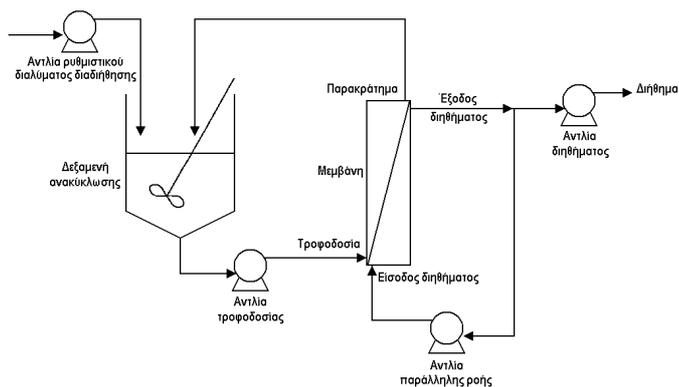 Αντλία ρυθμιστικού
διαλύματος διαδιήθησης
Δεξαμενή
ανακύκλωσης
Αντλία
τροφοδοσίας
Τροφοδοσία
Παρακράτημα
Μεμβάνη
Έξοδος
διηθήματος
Είσοδος διηθήματος
Αντλία
παράλληλης ροής
Αντλία
διηθήματος
Διήθημα